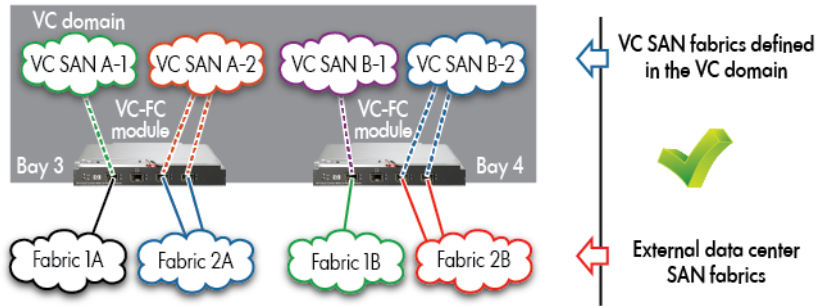 VC domain
VC SAN A-1
VC SAN A-2
VC SAN B-1
VC SAN B-2
VC SAN fabrics defined
in the VC domain
VC-FC
module
VC-FC
module
Bay 3
Bay 4
Fabric 1A
Fabric 2A
Fabric 1B
Fabric 2B
External data center
SAN fabrics